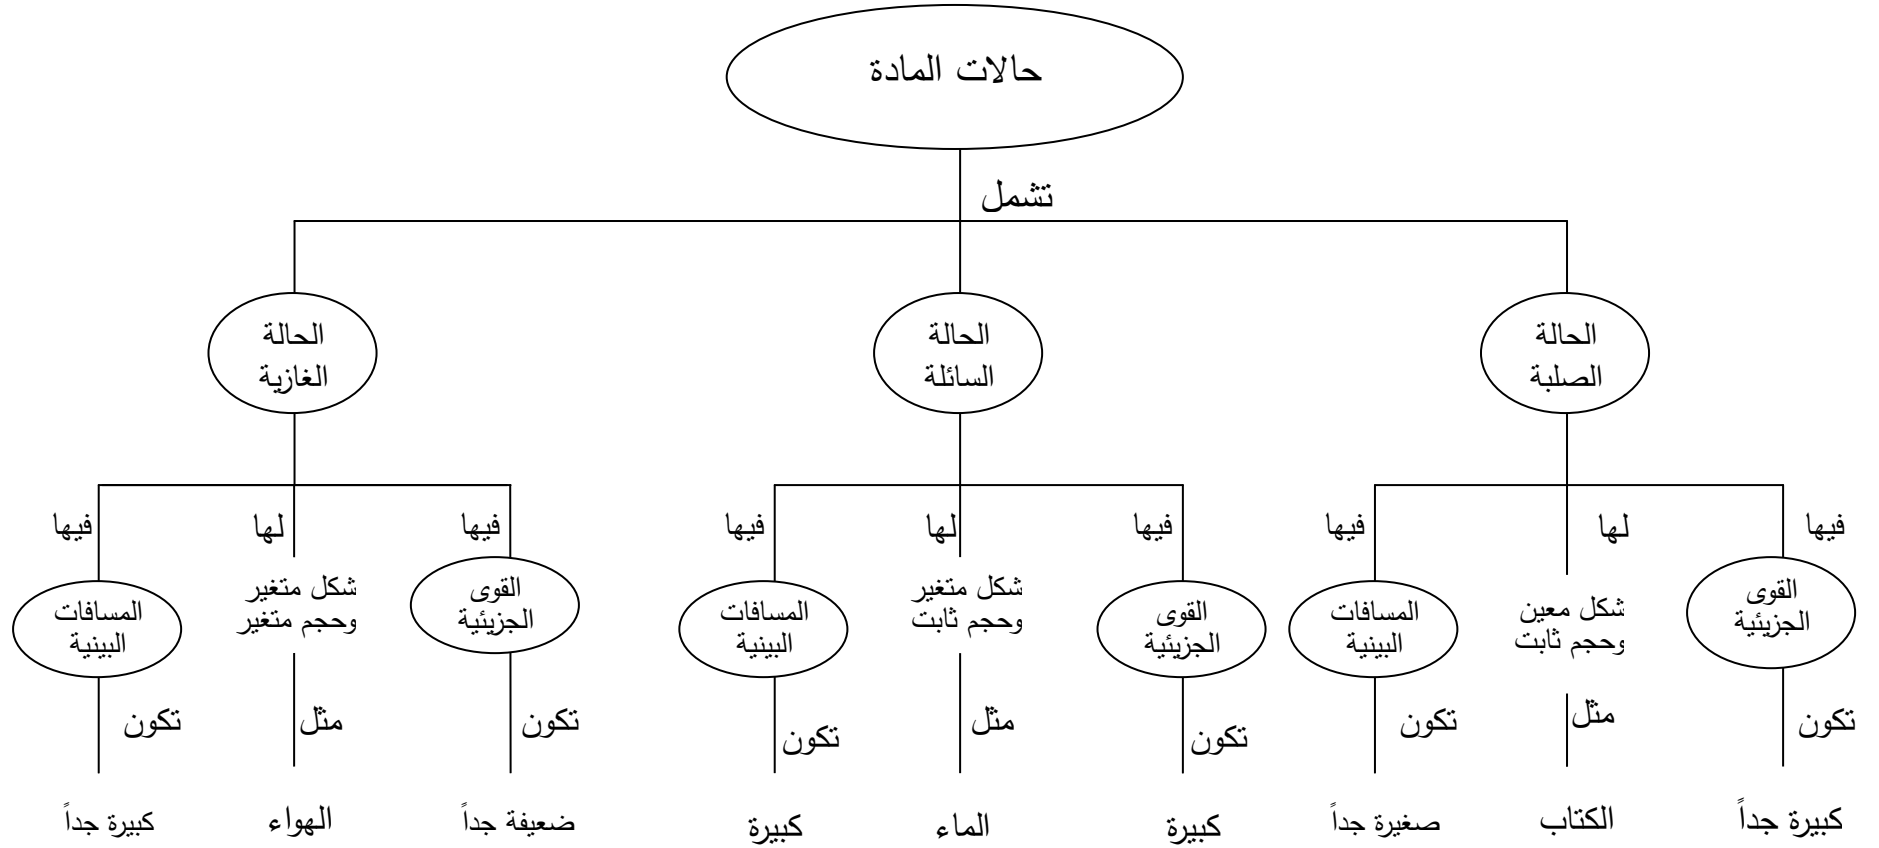 حالات المادة
تشمل
الحالة
الصلبة
الحالة
السائلة
الحالة
الغازية
فيها
لها
فيها
فيها
لها
فيها
فيها
لها
فيها
القوى
الجزيئية
شكل معين
وحجم ثابت
المسافات
البينية
القوى
الجزيئية
شكل متغير
وحجم ثابت
المسافات
البينية
القوى
الجزيئية
شكل متغير
وحجم متغير
المسافات
البينية
تكون
مثل
تكون
تكون
مثل
تكون
تكون
مثل
تكون
كبيرة جداً
الكتاب
صغيرة جداً
كبيرة
الماء
كبيرة
ضعيفة جداً
الهواء
كبيرة جداً